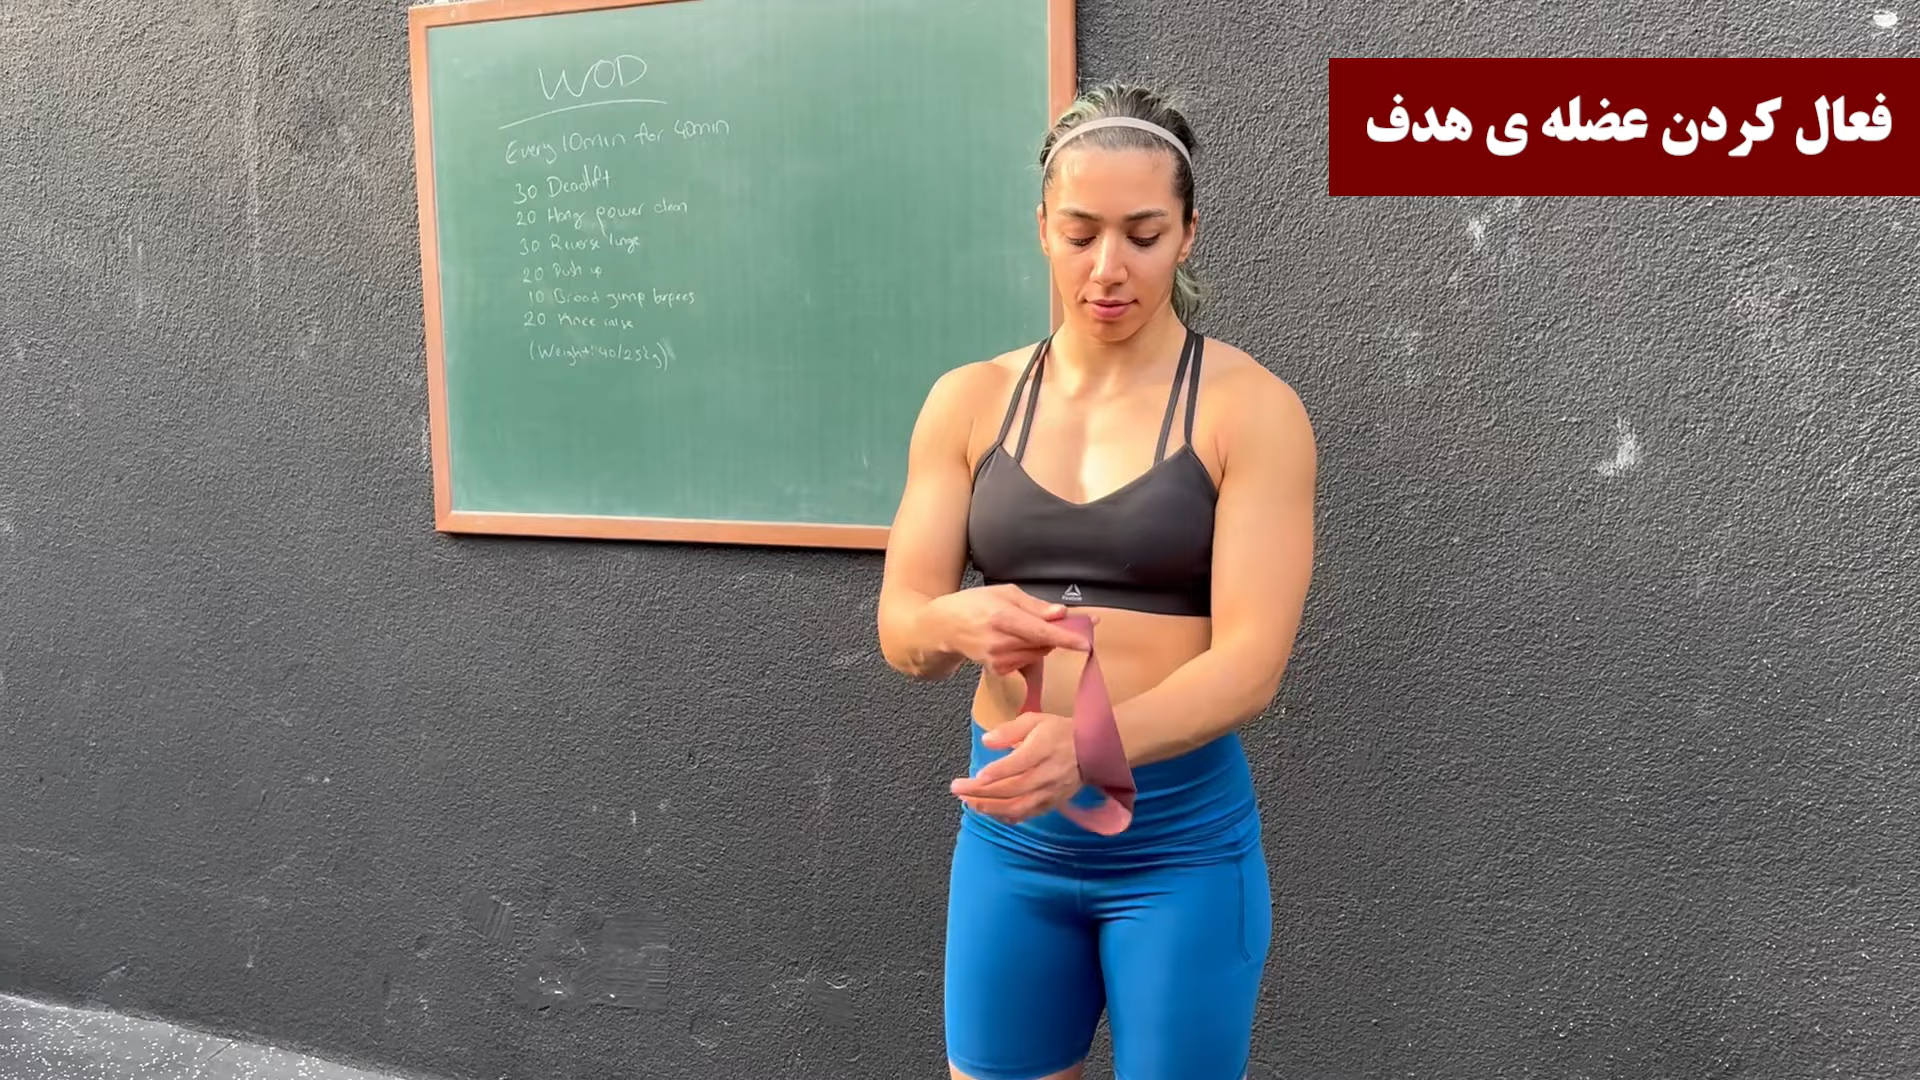 فعال کردن عضله ی هدف
WOD
Every 10min for 40min
30 Deadlift
20 Hang power clean
30 Reverse lunge
20 Push up
10 Broad jump burpees
20 Knee raise
(Weight: 40/25kg)
Reebok